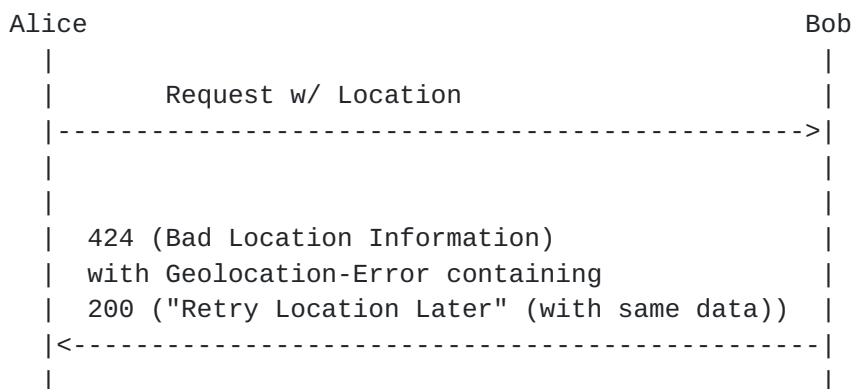 Alice Bob
Request w/ Location
424 (Bad Location Information)
with Geolocation-Error containing
200 ("Retry Location Later" (with same data))